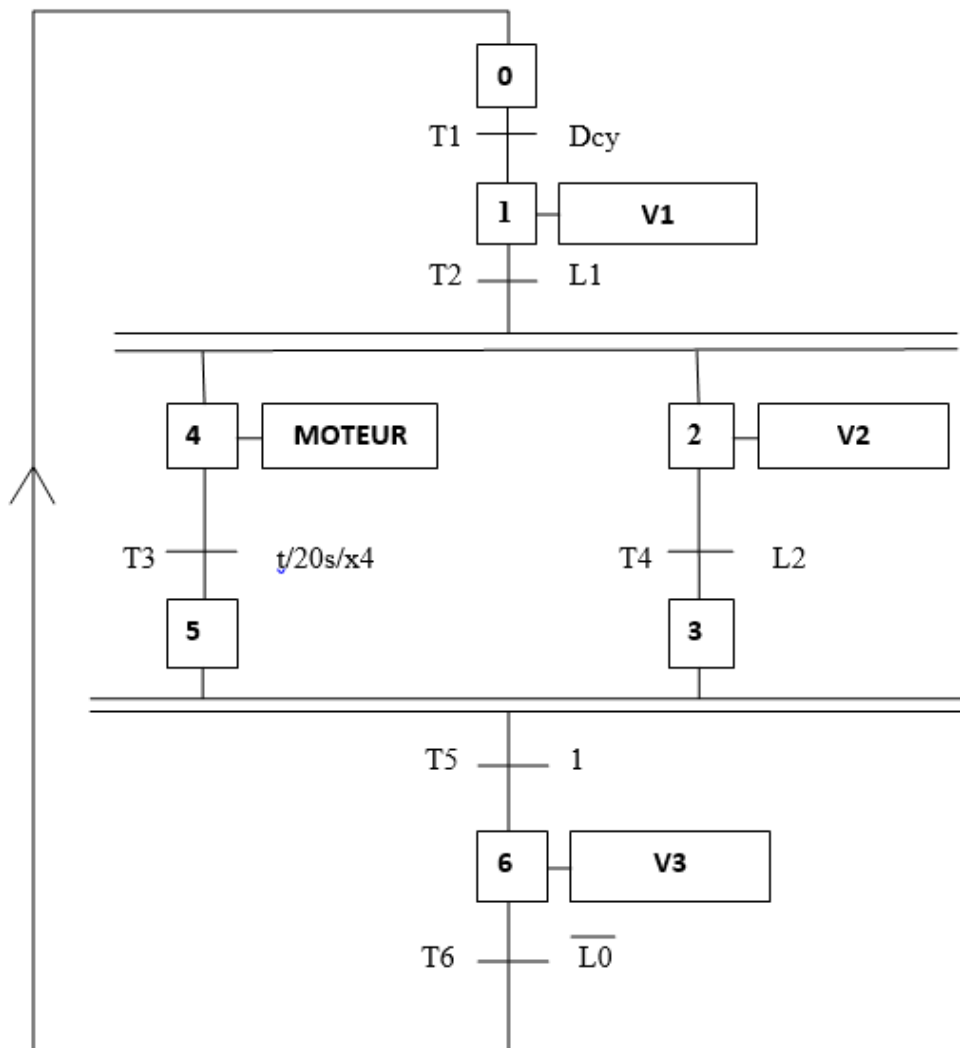 0
T1 Dcy
1 V1
T2 L1
4 MOTEUR 2 V2
T3 t/20s/x4 T4 L2
5 3
T5 1
6 V3
T6 L0̅